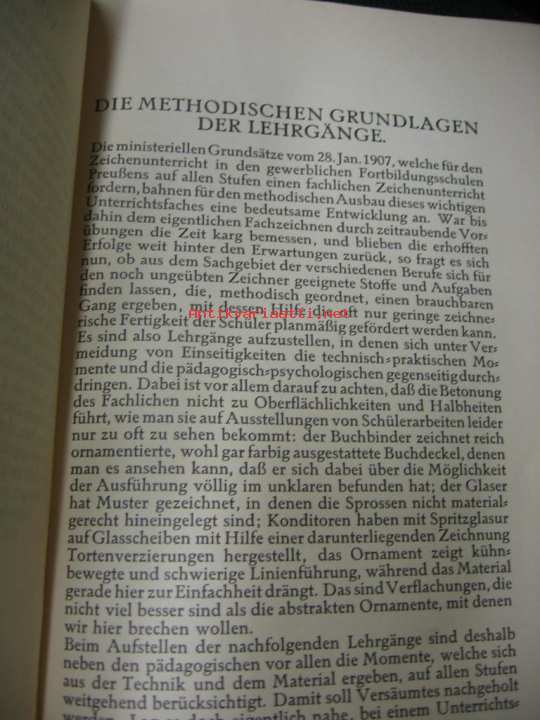 DIE METHODISCHEN GRUNDLAGEN
DER LEHRGÄNGE.
Die ministeriellen Grundsätze vom 28. Jan. 1907, welche für den
Zeichenunterricht in den gewerblichen Fortbildungsschulen
Preußens auf allen Stufen einen fachlichen Zeichenunterricht
fordern, bahnen für den methodischen Ausbau dieses wichtigen
Unterrichtsfaches eine bedeutsame Entwicklung an. War bis
dahin dem eigentlichen Fachzeichnen durch zeitraubende Vor-
übungen die Zeit karg bemessen, und blieben die erhofften
Erfolge weit hinter den Erwartungen zurück, so fragt es sich
nun, ob aus dem Sachgebiet der verschiedenen Berufe sich für
den noch ungeübten Zeichner geeignete Stoffe und Aufgaben
finden lassen, die, methodisch geordnet, einen brauchbaren
Gang ergeben, mit dessen Hilfe die oft nur geringe zeichne-
Antikvariaatti.net
rische Fertigkeit der Schüler planmäßig gefördert werden kann.
Es sind also Lehrgänge aufzustellen, in denen sich unter Ver-
meidung von Einseitigkeiten die technisch-praktischen Mo-
mente und die pädagogisch-psychologischen gegenseitig durch-
dringen. Dabei ist vor allem darauf zu achten, daß die Betonung
des Fachlichen nicht zu Oberflächlichkeiten und Halbheiten
führt, wie man sie auf Ausstellungen von Schülerarbeiten leider
nur zu oft zu sehen bekommt: der Buchbinder zeichnet reich
ornamentierte, wohl gar farbig ausgestattete Buchdeckel, denen
man es ansehen kann, daß er sich dabei über die Möglichkeit
der Ausführung völlig im unklaren befunden hat; der Glaser
hat Muster gezeichnet, in denen die Sprossen nicht material-
gerecht hineingelegt sind; Konditoren haben mit Spritzglasur
auf Glasscheiben mit Hilfe einer darunterliegenden Zeichnung
Tortenverzierungen hergestellt, das Ornament zeigt kühn-
bewegte und schwierige Linienführung, während das Material
gerade hier zur Einfachheit drängt. Das sind Verflachungen, die
nicht viel besser sind als die abstrakten Ornamente, mit denen
wir hier brechen wollen.
Beim Aufstellen der nachfolgenden Lehrgänge sind deshalb
neben den pädagogischen vor allen die Momente, welche sich
aus der Technik und dem Material ergeben, auf allen Stufen
weitgehend berücksichtigt. Damit soll Versäumtes nachgeholt
werden. doch eigentlich nahe, bei einem Unterrichts-